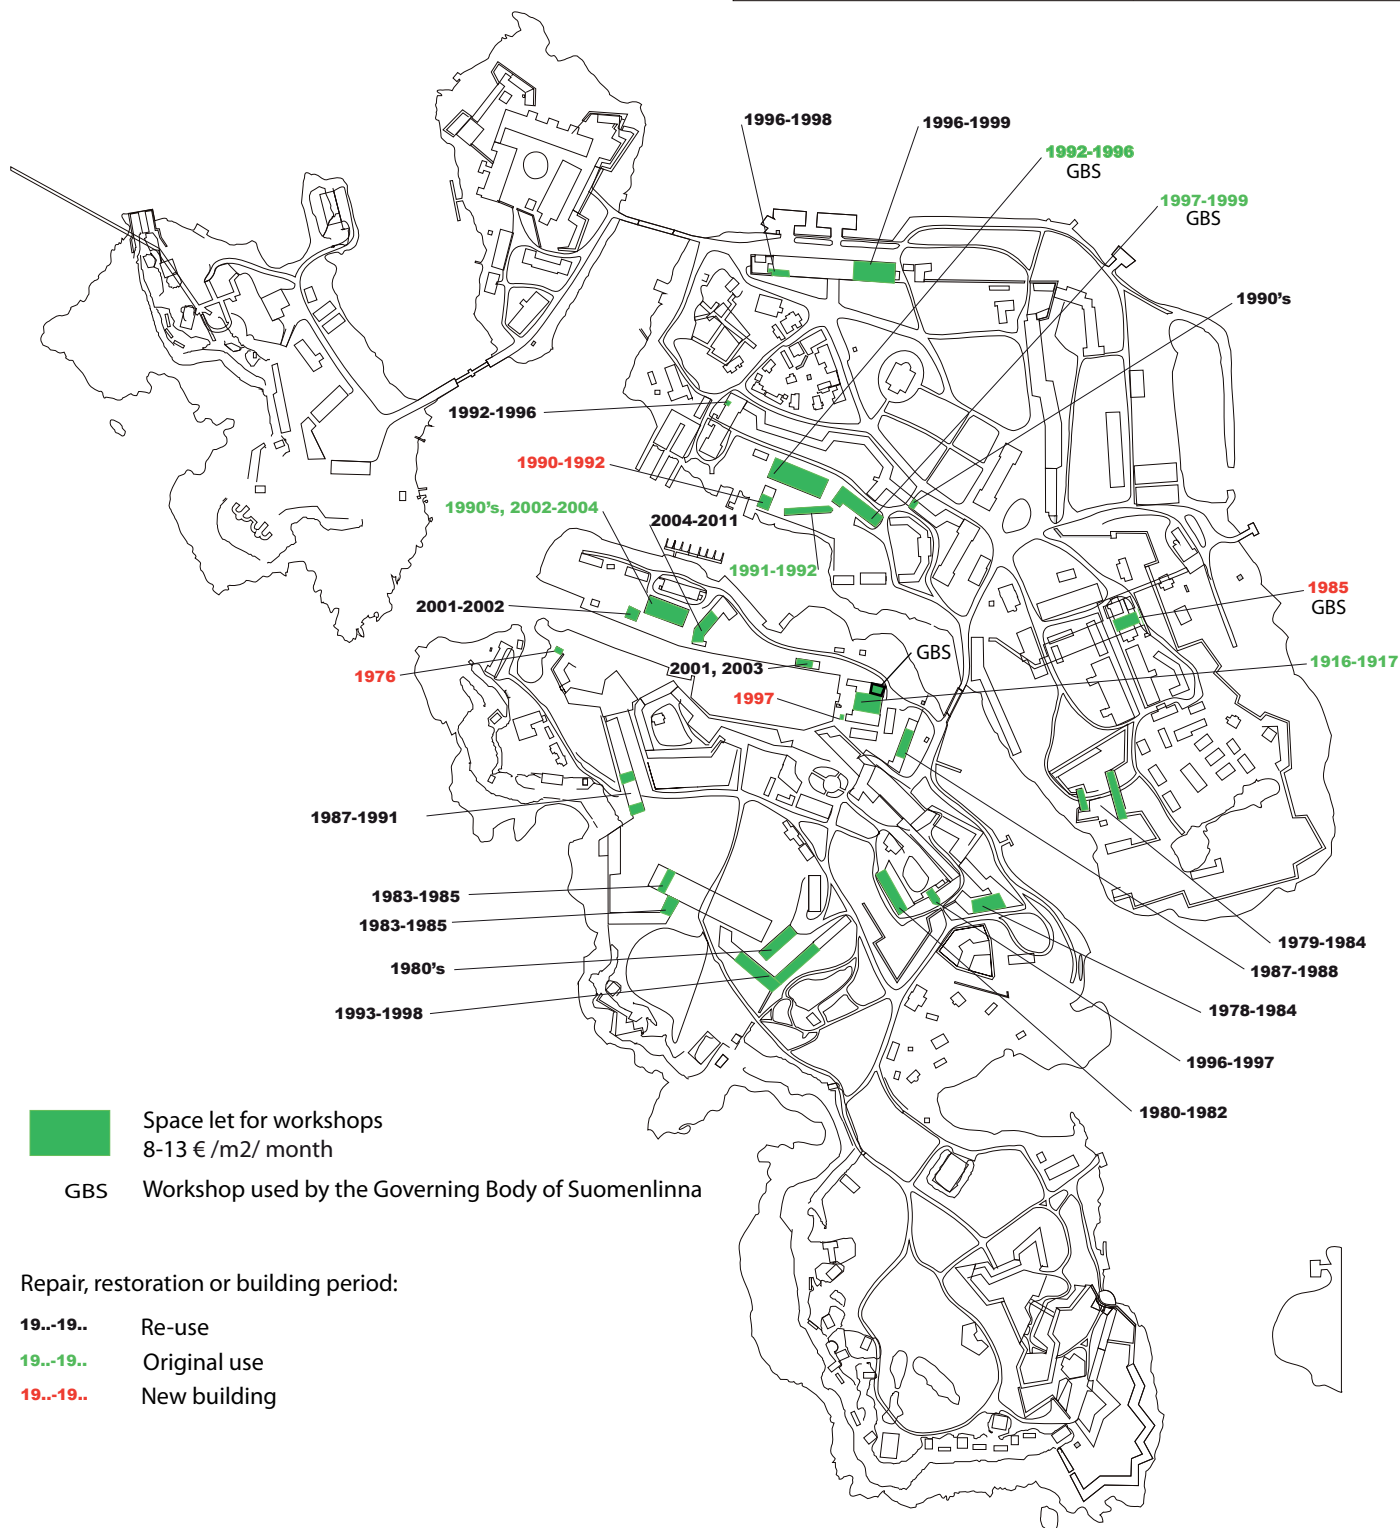 1996-1998
1996-1999
1992-1996
GBS
1997-1999
GBS
1990's
1992-1996
1990-1992
1990's, 2002-2004
2004-2011
1991-1992
2001-2002
1985
GBS
GBS
1916-1917
2001, 2003
1976
1997
1987-1991
1983-1985
1983-1985
1980's
1993-1998
1979-1984
1987-1988
1978-1984
1996-1997
1980-1982
Space let for workshops
8-13 € /m2/ month
GBS Workshop used by the Governing Body of Suomenlinna
Repair, restoration or building period:
19..-19.. Re-use
19..-19.. Original use
19..-19.. New building